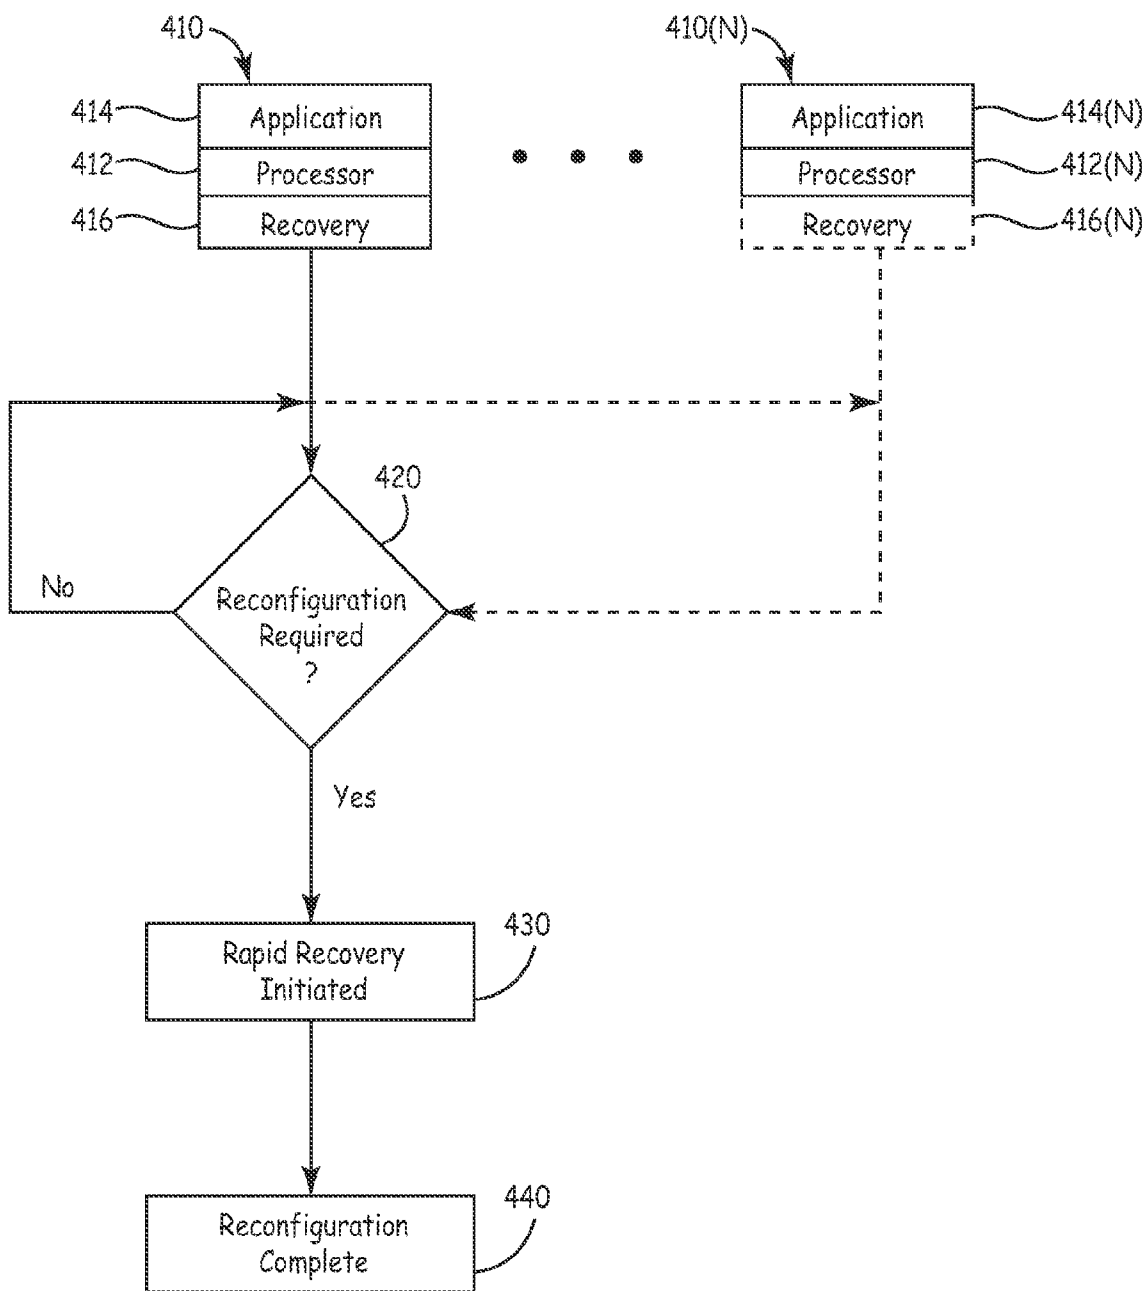 410
410(N)
414
Application
Application
414(N)
412
Processor
Processor
412(N)
416
Recovery
Recovery
416(N)
420
No
Reconfiguration
Required
?
Yes
430
Rapid Recovery
Initiated
440
Reconfiguration
Complete